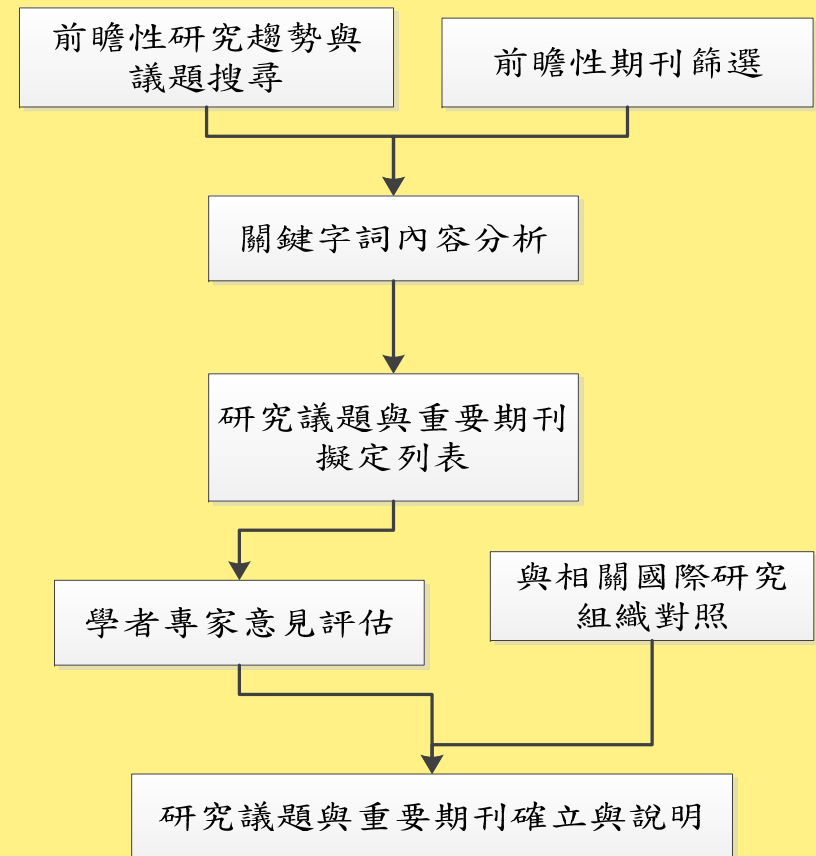 前瞻性研究趨勢與
議題搜尋
前瞻性期刊篩選
關鍵字詞內容分析
研究議題與重要期刊
擬定列表
學者專家意見評估
與相關國際研究
組織對照
研究議題與重要期刊確立與說明